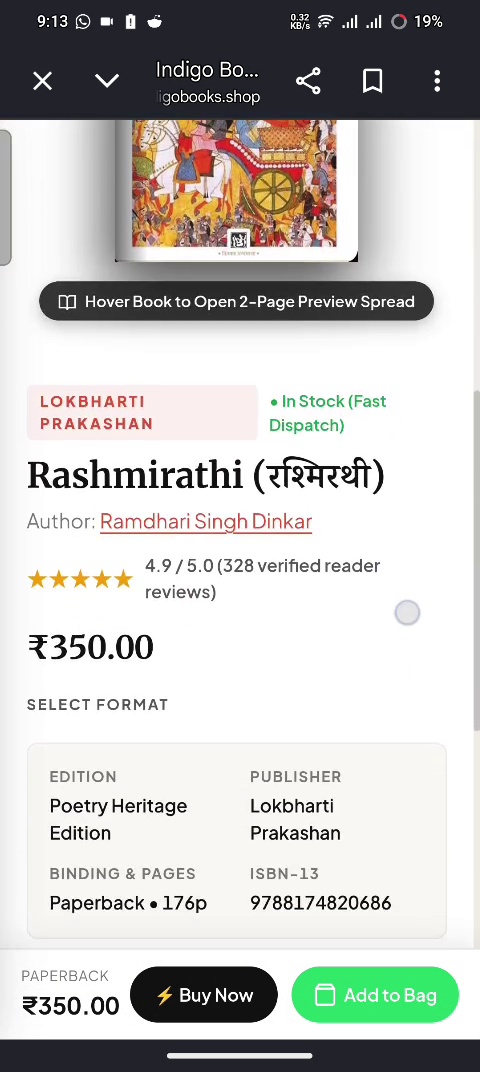 9:13
0.32 KB/s
19%
Indigo Bo...
igobooks.shop
Hover Book to Open 2-Page Preview Spread
LOKBHARTI
PRAKASHAN
• In Stock (Fast
Dispatch)
Rashmirathi (रश्मिरथी)
Author: Ramdhari Singh Dinkar
4.9 / 5.0 (328 verified reader
reviews)
₹350.00
SELECT FORMAT
EDITION
Poetry Heritage
Edition
PUBLISHER
Lokbharti
Prakashan
BINDING & PAGES
Paperback • 176p
ISBN-13
9788174820686
PAPERBACK
₹350.00
⚡ Buy Now
Add to Bag